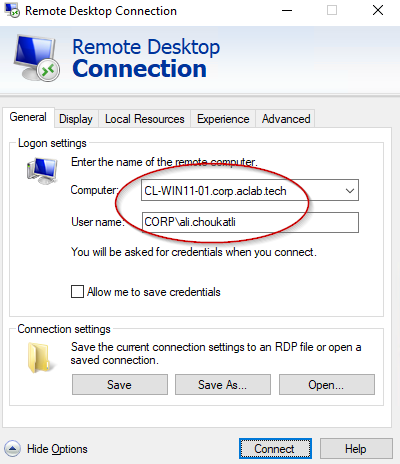 Remote Desktop Connection
Remote Desktop
Connection
General Display Local Resources Experience Advanced
Logon settings
Enter the name of the remote computer.
Computer: CL-WIN11-01.corp.aclab.tech
User name: CORP\ali.choukatli
You will be asked for credentials when you connect.
Allow me to save credentials
Connection settings
Save the current connection settings to an RDP file or open a
saved connection.
Save Save As... Open...
Hide Options Connect Help